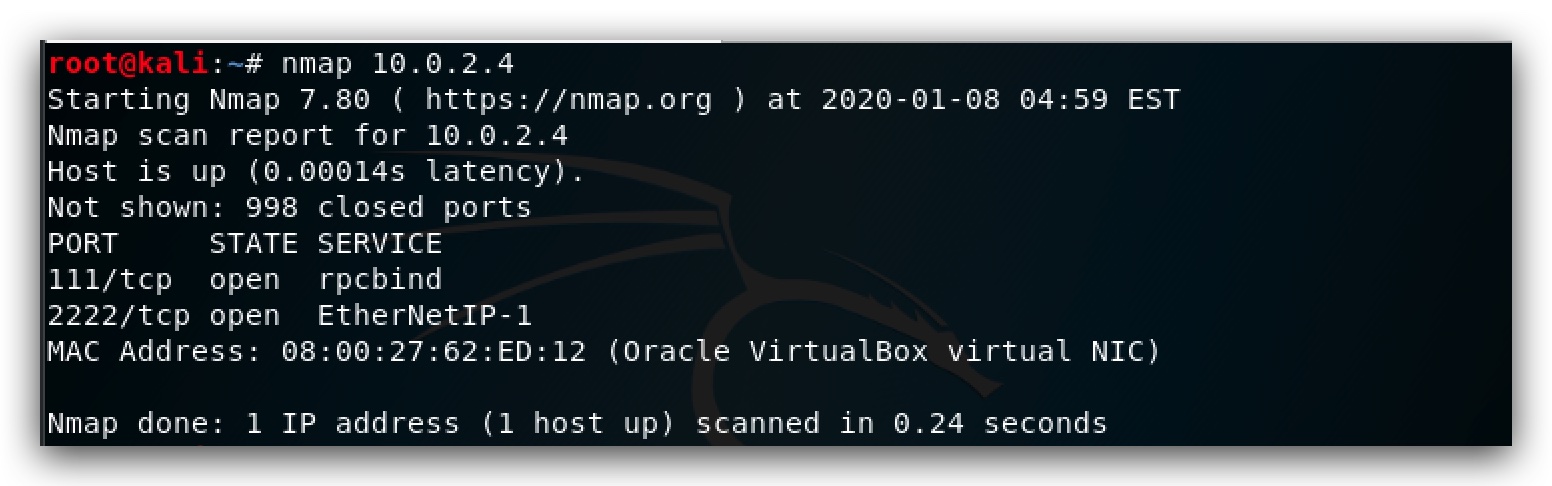 root@kali:~# nmap 10.0.2.4
Starting Nmap 7.80 ( https://nmap.org ) at 2020-01-08 04:59 EST
Nmap scan report for 10.0.2.4
Host is up (0.00014s latency).
Not shown: 998 closed ports
PORT     STATE SERVICE
111/tcp  open  rpcbind
2222/tcp open  EtherNetIP-1
MAC Address: 08:00:27:62:ED:12 (Oracle VirtualBox virtual NIC)
Nmap done: 1 IP address (1 host up) scanned in 0.24 seconds